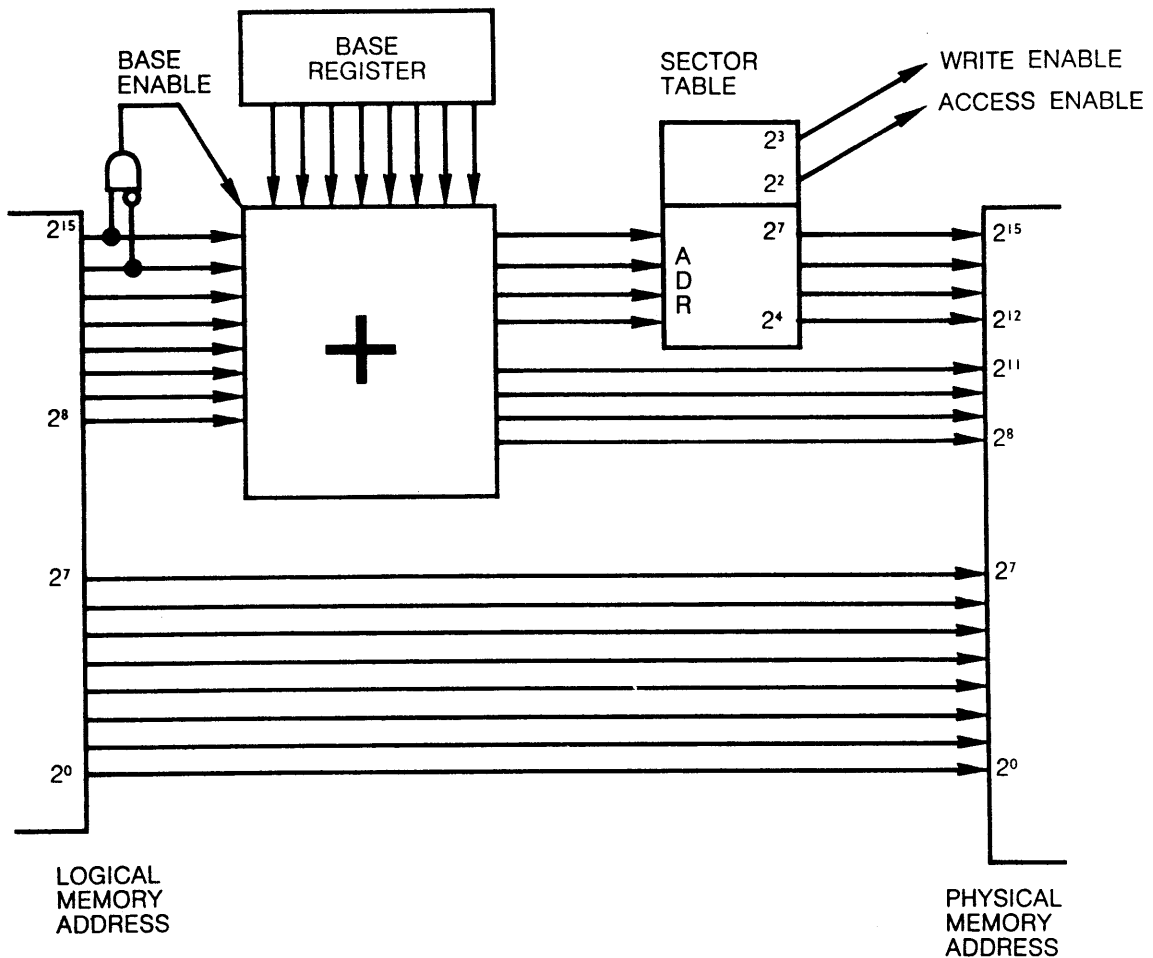 BASE
ENABLE
BASE
REGISTER
SECTOR
TABLE
WRITE ENABLE
ACCESS ENABLE
2³
2²
2¹⁵
2⁸
A
D
R
2⁷
2⁴
2¹⁵
2¹²
2¹¹
2⁸
2⁷
2⁰
2⁷
2⁰
LOGICAL
MEMORY
ADDRESS
PHYSICAL
MEMORY
ADDRESS